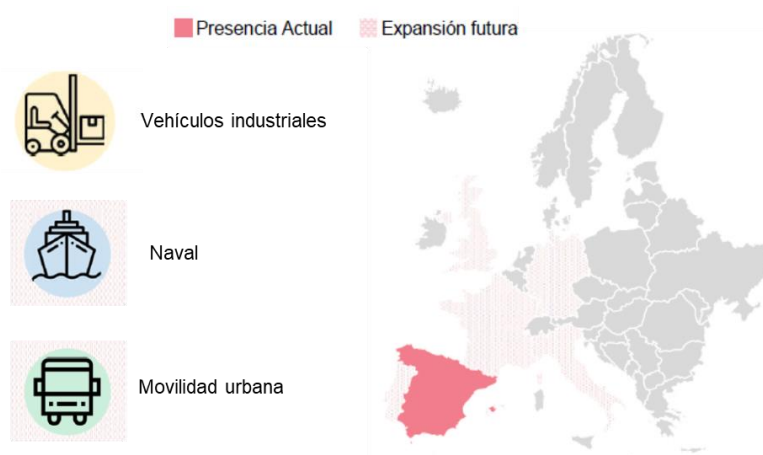 Presencia Actual
Expansión futura
Vehículos industriales
Naval
Movilidad urbana